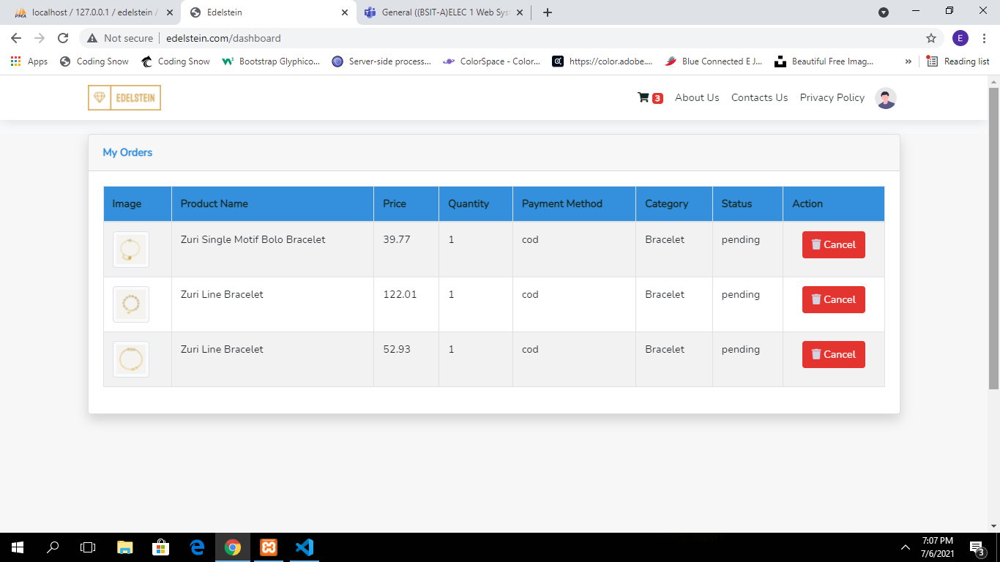 localhost / 127.0.0.1 / edelstein /
Edelstein
General ((BSIT-A)ELEC 1 Web Sys
Not secure | edelstein.com/dashboard
E
Apps Coding Snow Coding Snow Bootstrap Glyphico... Server-side process... ColorSpace - Color... https://color.adobe.... Blue Connected E J... Beautiful Free Imag... » Reading list
EDELSTEIN
3 About Us Contacts Us Privacy Policy
My Orders
Image Product Name Price Quantity Payment Method Category Status Action
Zuri Single Motif Bolo Bracelet 39.77 1 cod Bracelet pending Cancel
Zuri Line Bracelet 122.01 1 cod Bracelet pending Cancel
Zuri Line Bracelet 52.93 1 cod Bracelet pending Cancel
7:07 PM
7/6/2021
3